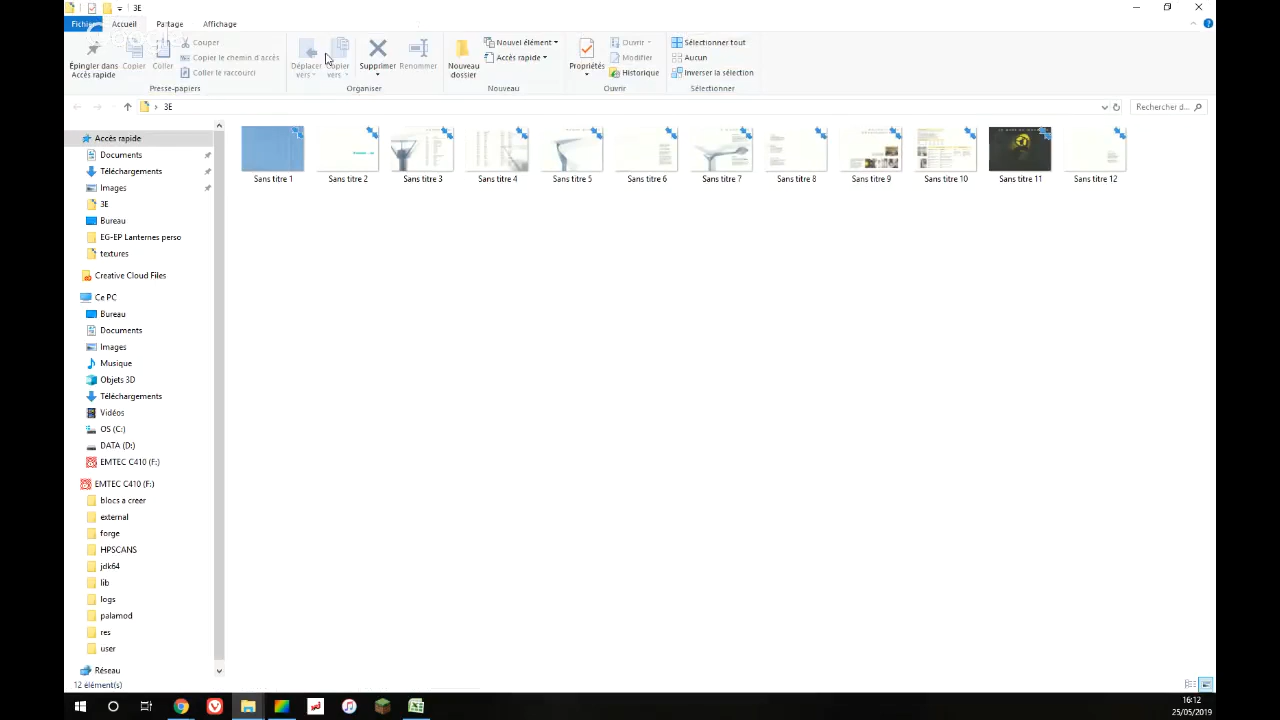 3E
Fichier Accueil Partage Affichage
Épingler dans Accès rapide
Copier
Coller
Couper
Copier le chemin d'accès
Coller le raccourci
Presse-papiers
Déplacer vers
Copier vers
Supprimer
Renommer
Organiser
Nouveau dossier
Nouvel élément
Accès rapide
Nouveau
Propriétés
Ouvrir
Modifier
Historique
Ouvrir
Sélectionner tout
Aucun
Inverser la sélection
Sélectionner
3E
Rechercher d...
Accès rapide
Documents
Téléchargements
Images
3E
Bureau
EG-EP Lanternes perso
textures
Creative Cloud Files
Ce PC
Bureau
Documents
Images
Musique
Objets 3D
Téléchargements
Vidéos
OS (C:)
DATA (D:)
EMTEC C410 (F:)
EMTEC C410 (F:)
blocs a creer
external
forge
HPSCANS
jdk64
lib
logs
palamod
res
user
Réseau
Sans titre 1
Sans titre 2
Sans titre 3
Sans titre 4
Sans titre 5
Sans titre 6
Sans titre 7
Sans titre 8
Sans titre 9
Sans titre 10
Sans titre 11
Sans titre 12
12 élément(s)
16:12
25/05/2019